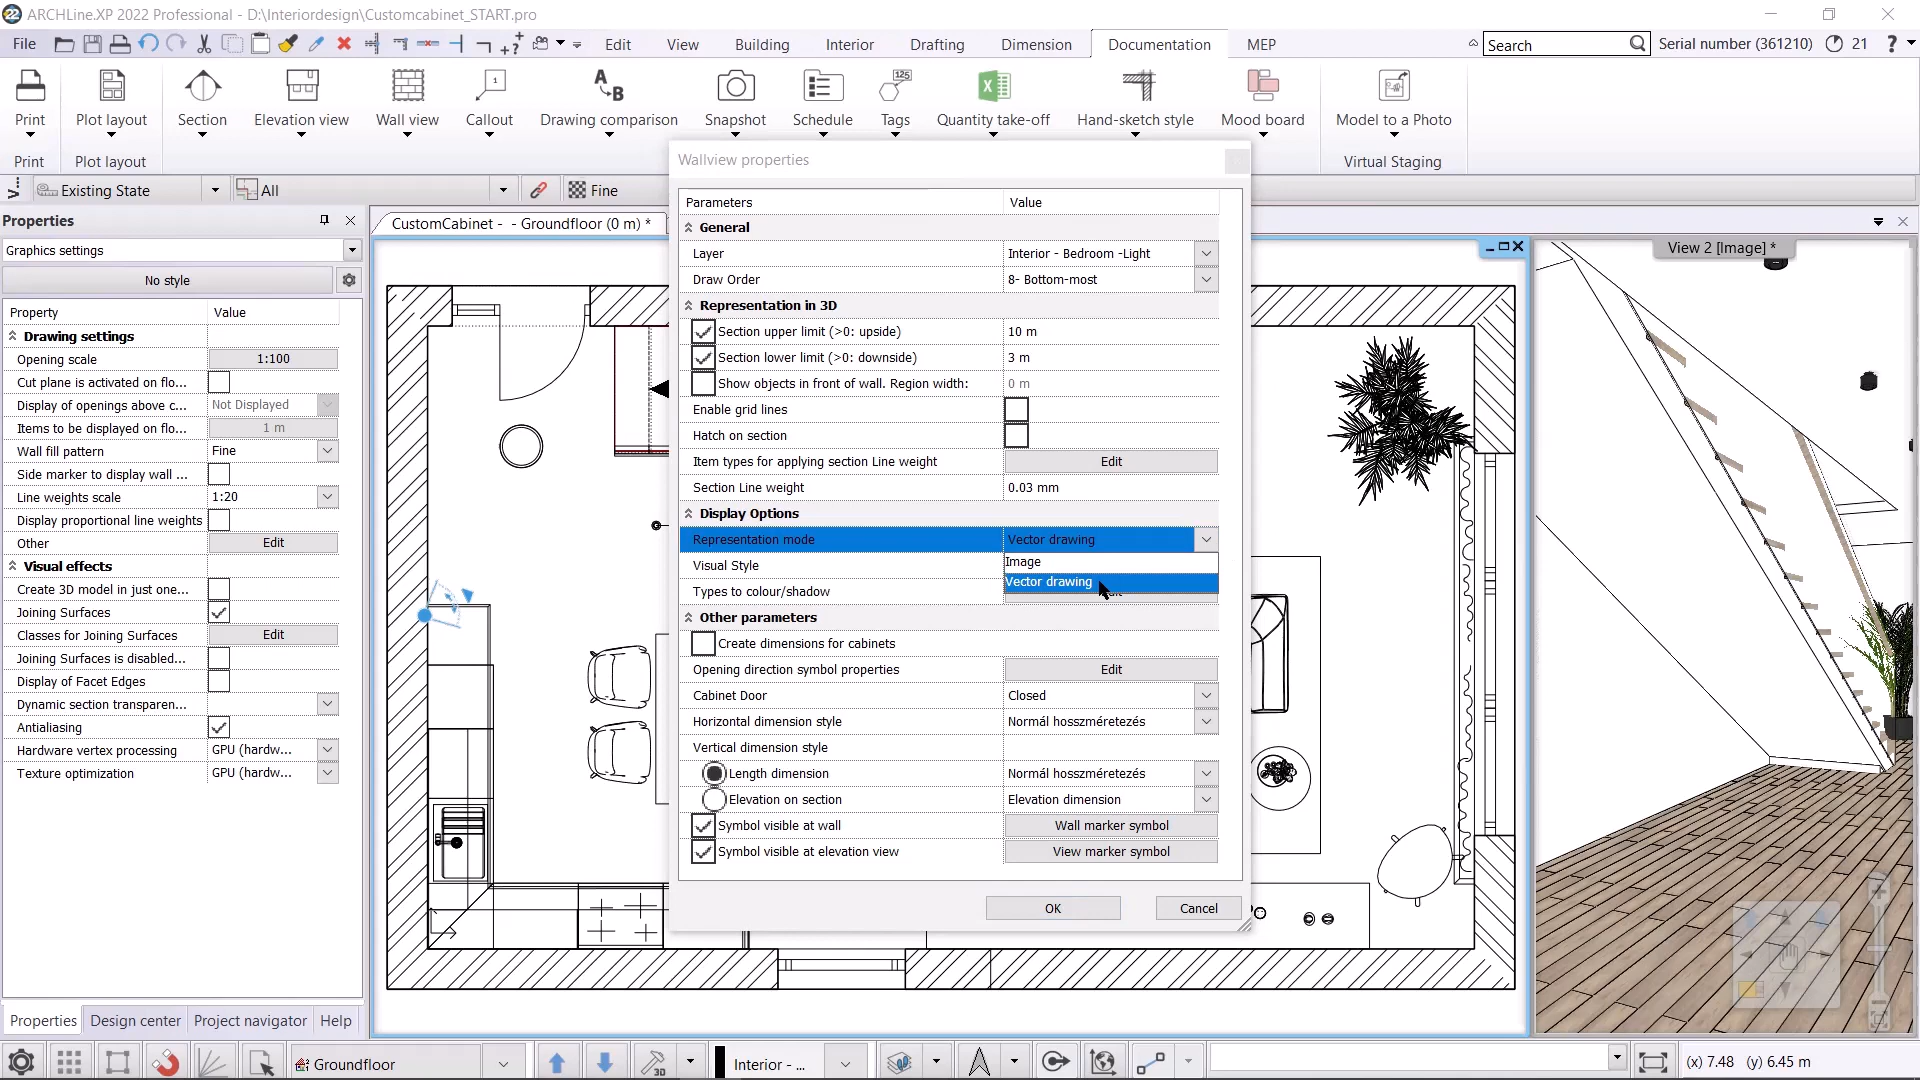 ARCHLine.XP 2022 Professional - D:\Interiordesign\Customcabinet_START.pro
File Edit View Building Interior Drafting Dimension Documentation MEP Search Serial number (361210) 21 ?
Print Plot layout Section Elevation view Wall view Callout Drawing comparison Snapshot Schedule Tags Quantity take-off Hand-sketch style Mood board Model to a Photo
Print Plot layout Virtual Staging
Existing State All Fine
Properties
Graphics settings
No style
Property Value
Drawing settings
Opening scale 1:100
Cut plane is activated on flo...
Display of openings above c... Not Displayed
Items to be displayed on flo... 1 m
Wall fill pattern Fine
Side marker to display wall ...
Line weights scale 1:20
Display proportional line weights
Other Edit
Visual effects
Create 3D model in just one...
Joining Surfaces
Classes for Joining Surfaces Edit
Joining Surfaces is disabled...
Display of Facet Edges
Dynamic section transparen...
Antialiasing
Hardware vertex processing GPU (hardw...
Texture optimization GPU (hardw...
CustomCabinet - - Groundfloor (0 m) *
View 2 [Image] *
Wallview properties
Parameters Value
General
Layer Interior - Bedroom -Light
Draw Order 8- Bottom-most
Representation in 3D
Section upper limit (>0: upside) 10 m
Section lower limit (>0: downside) 3 m
Show objects in front of wall. Region width: 0 m
Enable grid lines
Hatch on section
Item types for applying section Line weight Edit
Section Line weight 0.03 mm
Display Options
Representation mode Vector drawing
Image
Visual Style
Vector drawing
Types to colour/shadow
Other parameters
Create dimensions for cabinets
Opening direction symbol properties Edit
Cabinet Door Closed
Horizontal dimension style Normál hosszméretezés
Vertical dimension style
Length dimension Normál hosszméretezés
Elevation on section Elevation dimension
Symbol visible at wall Wall marker symbol
Symbol visible at elevation view View marker symbol
OK Cancel
Properties Design center Project navigator Help
Groundfloor 3D Interior - ... (x) 7.48 (y) 6.45 m